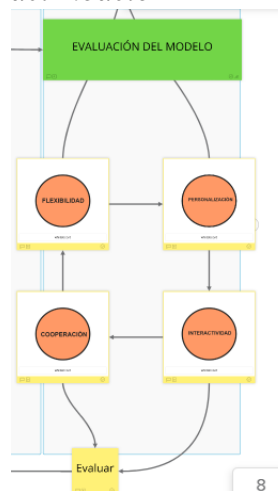 EVALUACIÓN DEL MODELO
FLEXIBILIDAD
PERSONALIZACIÓN
COOPERACIÓN
INTERACTIVIDAD
Evaluar
8